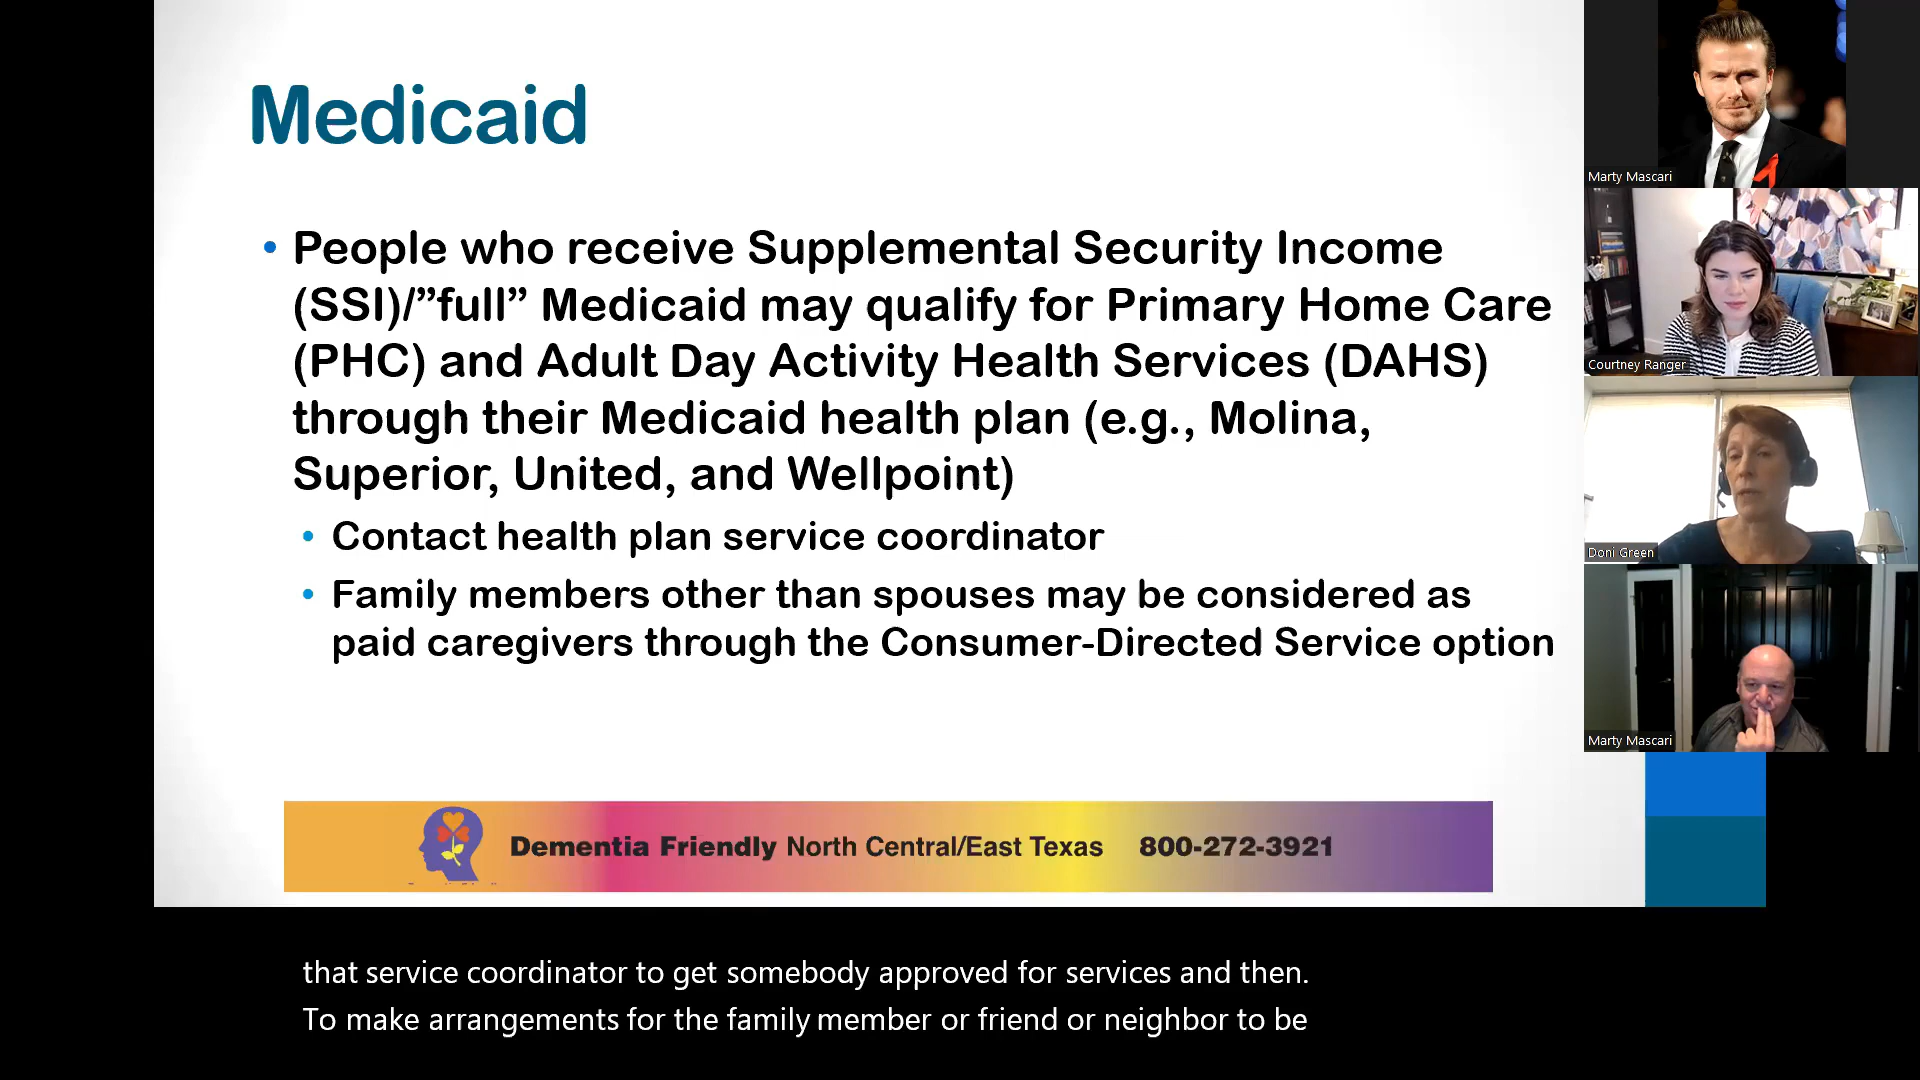 Medicaid
• People who receive Supplemental Security Income
(SSI)/”full” Medicaid may qualify for Primary Home Care
(PHC) and Adult Day Activity Health Services (DAHS)
through their Medicaid health plan (e.g., Molina,
Superior, United, and Wellpoint)
• Contact health plan service coordinator
• Family members other than spouses may be considered as
paid caregivers through the Consumer-Directed Service option
Dementia Friendly North Central/East Texas 800-272-3921
Marty Mascari
Courtney Ranger
Doni Green
Marty Mascari
that service coordinator to get somebody approved for services and then.
To make arrangements for the family member or friend or neighbor to be